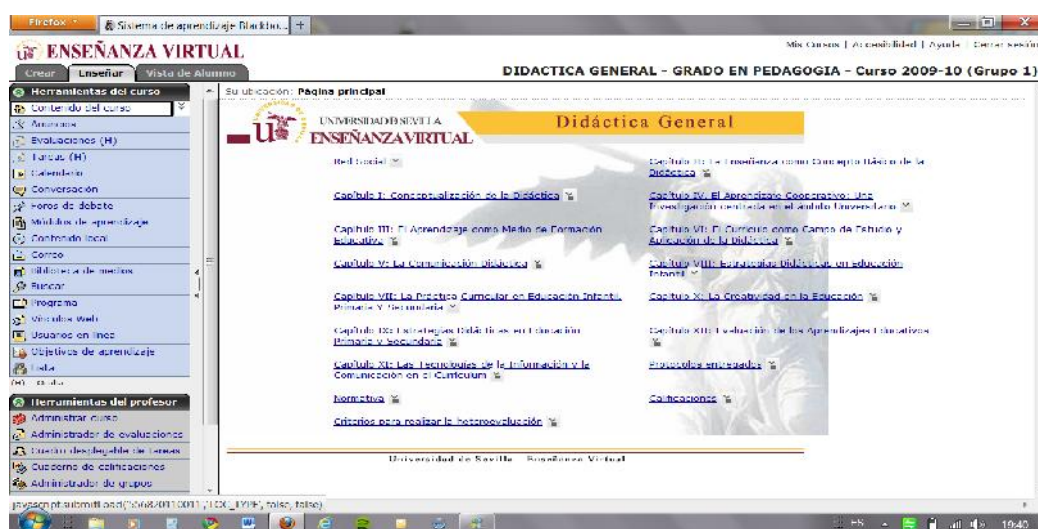 Firefox
Sistema de aprendizaje Blackbo...
ENSEÑANZA VIRTUAL
Mis Cursos | Accesibilidad | Ayuda | Cerrar sesión
Crear Enseñar Vista de Alumno
DIDACTICA GENERAL - GRADO EN PEDAGOGIA - Curso 2009-10 (Grupo 1)
Herramientas del curso
Contenido del curso
Anuncios
Evaluaciones (H)
Tareas (H)
Calendario
Conversación
Foros de debate
Módulos de aprendizaje
Contenido local
Correo
Biblioteca de medios
Buscar
Programa
Vínculos Web
Usuarios en línea
Objetivos de aprendizaje
Lista
Herramientas del profesor
Administrar curso
Administrador de evaluaciones
Cuadro desplegable de tareas
Cuaderno de calificaciones
Administrador de grupos
Su ubicación: Página principal
UNIVERSIDAD DE SEVILLA
ENSEÑANZA VIRTUAL
Didáctica General
Red Social
Capítulo II: La Enseñanza como Concepto Básico de la
Didáctica
Capítulo I: Conceptualización de la Didáctica
Capítulo IV. El Aprendizaje Cooperativo: Una
Investigación centrada en el ámbito Universitario
Capítulo III: El Aprendizaje como Medio de Formación
Educativa
Capítulo VI: El Currículo como Campo de Estudio y
Aplicación de la Didáctica
Capítulo V: La Comunicación Didáctica
Capítulo VIII: Estrategias Didácticas en Educación
Infantil
Capítulo VII: La Práctica Curricular en Educación Infantil,
Primaria Y Secundaria
Capítulo X: La Creatividad en la Educación
Capítulo IX: Estrategias Didácticas en Educación
Primaria y Secundaria
Capítulo XII: Evaluación de los Aprendizajes Educativos
Capítulo XI: Las Tecnologías de la Información y la
Comunicación en el Currículum
Protocolos entregados
Normativa
Calificaciones
Criterios para realizar la heteroevaluación
Universidad de Sevilla Enseñanza Virtual
ES
19:40